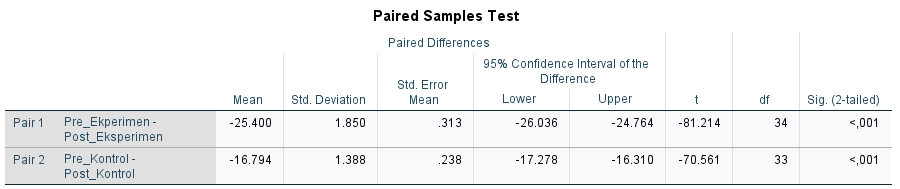 Paired Samples Test
Paired Differences
95% Confidence Interval of the
Difference
Mean Std. Deviation Std. Error
Mean Lower Upper t df Sig. (2-tailed)
Pair 1 Pre_Ekperimen -
Post_Eksperimen -25.400 1.850 .313 -26.036 -24.764 -81.214 34 <,001
Pair 2 Pre_Kontrol -
Post_Kontrol -16.794 1.388 .238 -17.278 -16.310 -70.561 33 <,001